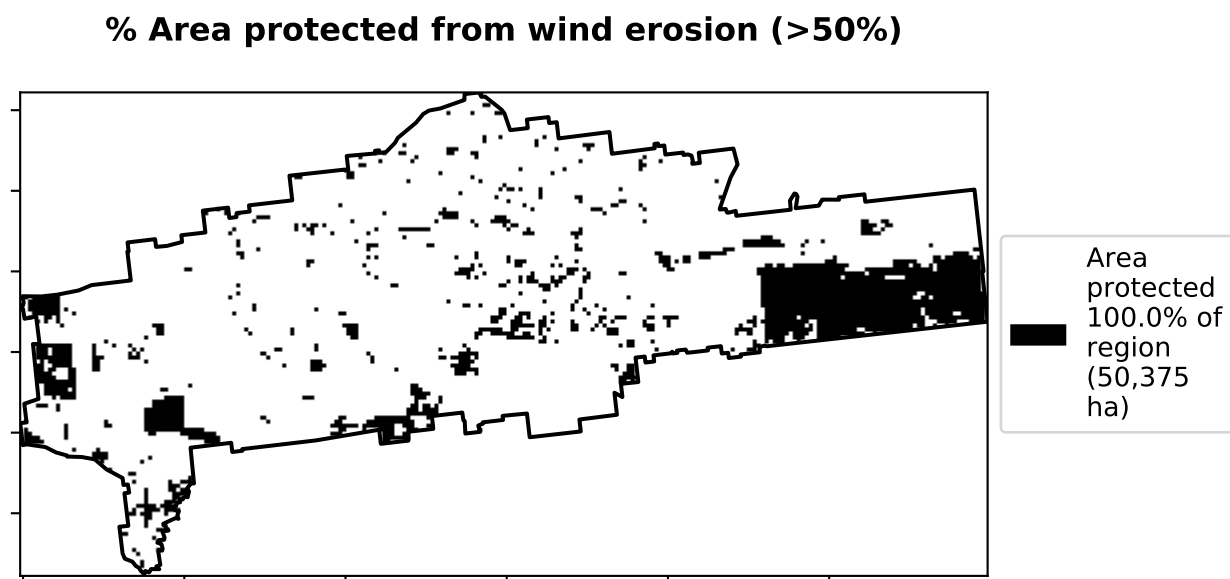 % Area protected from wind erosion (>50%)
Area
protected
100.0% of
region
(50,375
ha)